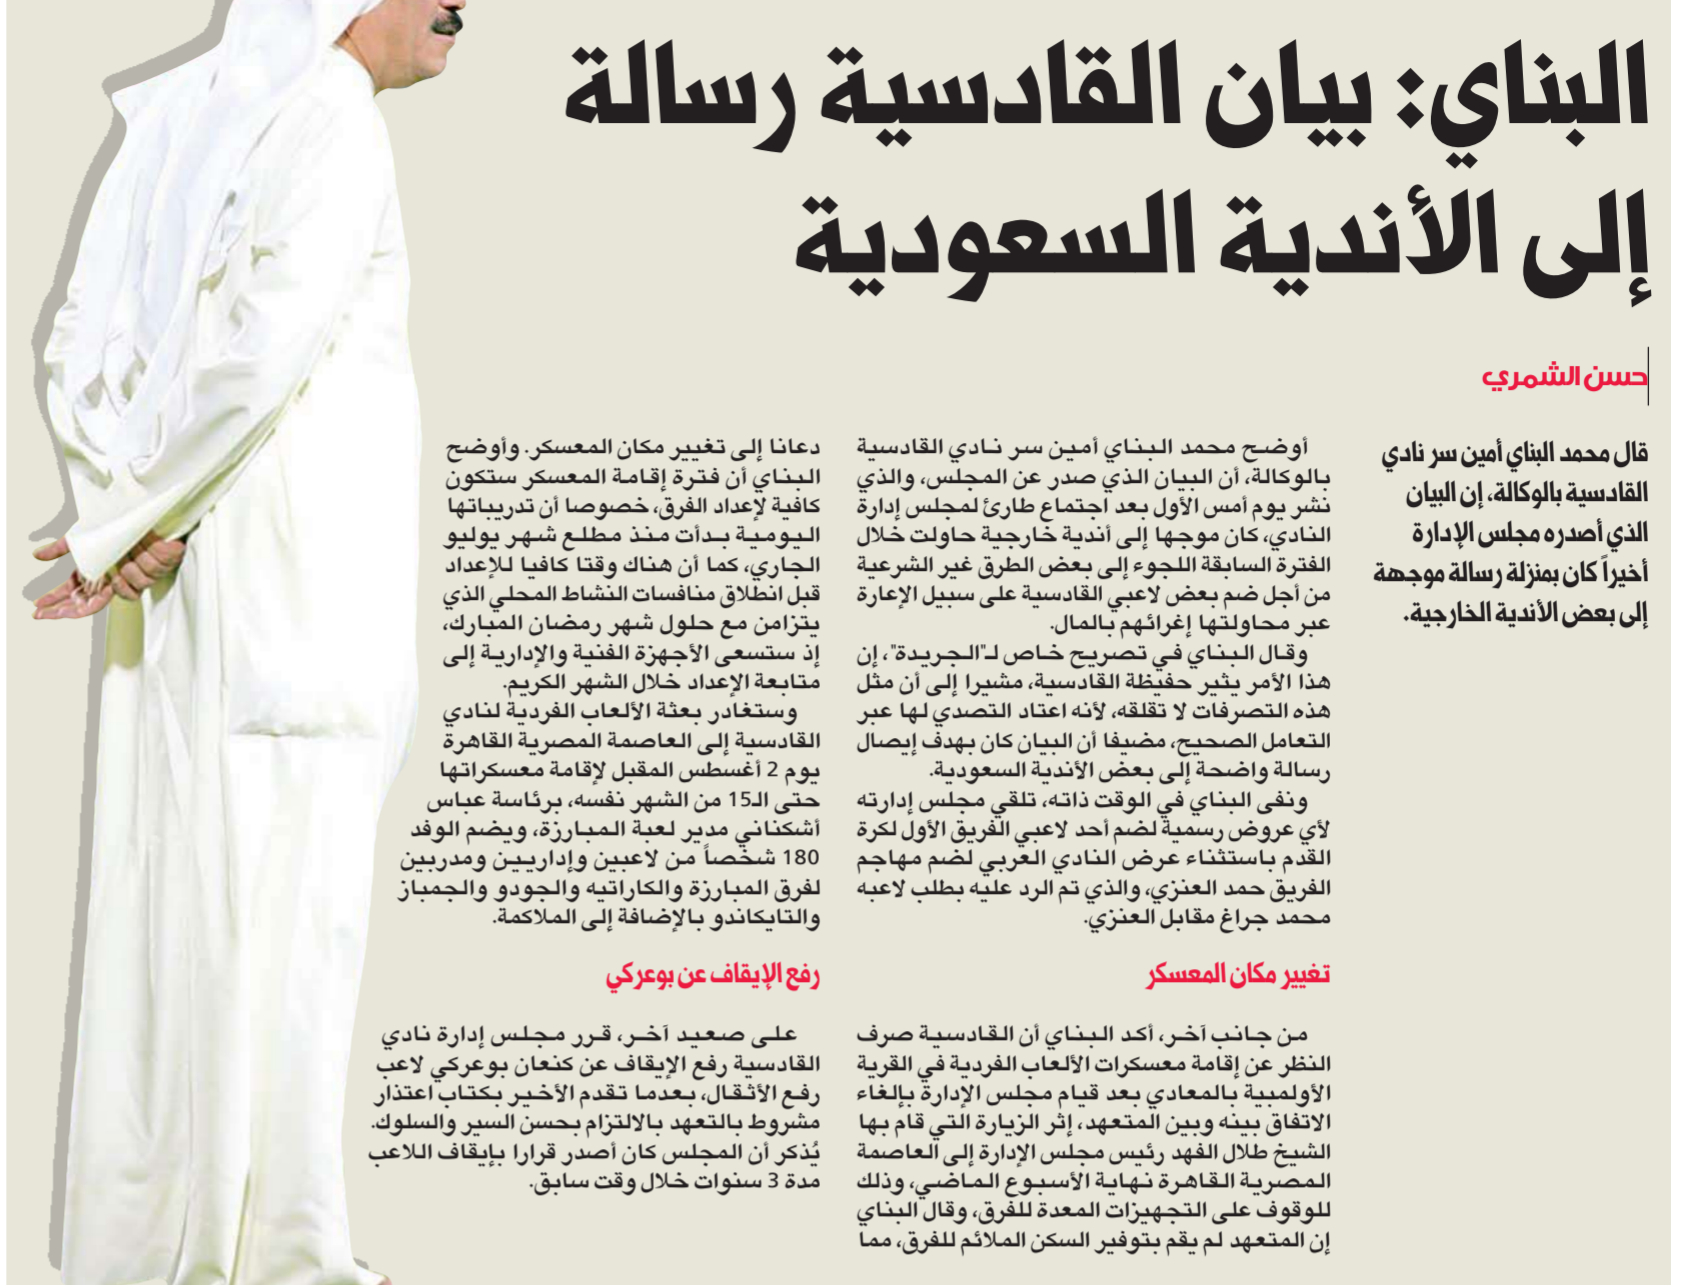 البناي: بيان القادسية رسالة
إلى الأندية السعودية
حسن الشمري
قال محمد البناي أمين سر نادي
القادسية بالوكالة، إن البيان
الذي أصدره مجلس الإدارة
أخيراً كان بمنزلة رسالة موجهة
إلى بعض الأندية الخارجية.
أوضح محمد البناي أمين سر نادي القادسية
بالوكالة، أن البيان الذي صدر عن المجلس، والذي
نشر يوم أمس الأول بعد اجتماع طارئ لمجلس إدارة
النادي، كان موجها إلى أندية خارجية حاولت خلال
الفترة السابقة اللجوء إلى بعض الطرق غير الشرعية
من أجل ضم بعض لاعبي القادسية على سبيل الإعارة
عبر محاولتها إغرائهم بالمال.
وقال البناي في تصريح خاص لـ"الجريدة"، إن
هذا الأمر يثير حفيظة القادسية، مشيرا إلى أن مثل
هذه التصرفات لا تقلقه، لأنه اعتاد التصدي لها عبر
التعامل الصحيح، مضيفا أن البيان كان بهدف إيصال
رسالة واضحة إلى بعض الأندية السعودية.
ونفى البناي في الوقت ذاته، تلقي مجلس إدارته
لأي عروض رسمية لضم أحد لاعبي الفريق الأول لكرة
القدم باستثناء عرض النادي العربي لضم مهاجم
الفريق حمد العنزي، والذي تم الرد عليه بطلب لاعبه
محمد جراغ مقابل العنزي.
تغيير مكان المعسكر
من جانب آخر، أكد البناي أن القادسية صرف
النظر عن إقامة معسكرات الألعاب الفردية في القرية
الأولمبية بالمعادي بعد قيام مجلس الإدارة بإلغاء
الاتفاق بينه وبين المتعهد، إثر الزيارة التي قام بها
الشيخ طلال الفهد رئيس مجلس الإدارة إلى العاصمة
المصرية القاهرة نهاية الأسبوع الماضي، وذلك
للوقوف على التجهيزات المعدة للفرق، وقال البناي
إن المتعهد لم يقم بتوفير السكن الملائم للفرق، مما
دعانا إلى تغيير مكان المعسكر. وأوضح
البناي أن فترة إقامة المعسكر ستكون
كافية لإعداد الفرق، خصوصا أن تدريباتها
اليومية بدأت منذ مطلع شهر يوليو
الجاري، كما أن هناك وقتا كافيا للإعداد
قبل انطلاق منافسات النشاط المحلي الذي
يتزامن مع حلول شهر رمضان المبارك،
إذ ستسعى الأجهزة الفنية والإدارية إلى
متابعة الإعداد خلال الشهر الكريم.
وستغادر بعثة الألعاب الفردية لنادي
القادسية إلى العاصمة المصرية القاهرة
يوم 2 أغسطس المقبل لإقامة معسكراتها
حتى الـ15 من الشهر نفسه، برئاسة عباس
أشكناني مدير لعبة المبارزة، ويضم الوفد
180 شخصاً من لاعبين وإداريين ومدربين
لفرق المبارزة والكاراتيه والجودو والجمباز
والتايكاندو بالإضافة إلى الملاكمة.
رفع الإيقاف عن بوعركي
على صعيد آخر، قرر مجلس إدارة نادي
القادسية رفع الإيقاف عن كنعان بوعركي لاعب
رفع الأثقال، بعدما تقدم الأخير بكتاب اعتذار
مشروط بالتعهد بالالتزام بحسن السير والسلوك.
يُذكر أن المجلس كان أصدر قرارا بإيقاف اللاعب
مدة 3 سنوات خلال وقت سابق.